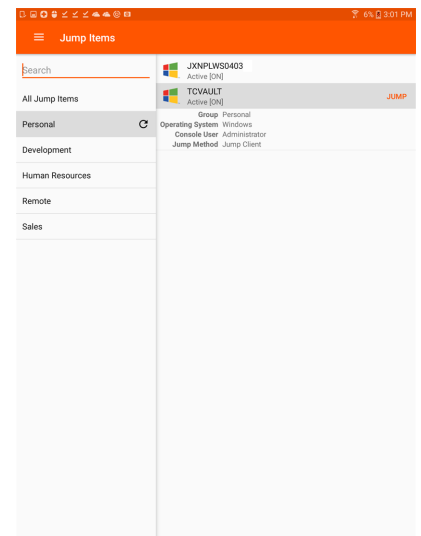 6% 3:01 PM
Jump Items
Search
All Jump Items
Personal
Development
Human Resources
Remote
Sales
JXNPLWS0403
Active [ON]
TCVAULT
Active [ON]
JUMP
Group Personal
Operating System Windows
Console User Administrator
Jump Method Jump Client